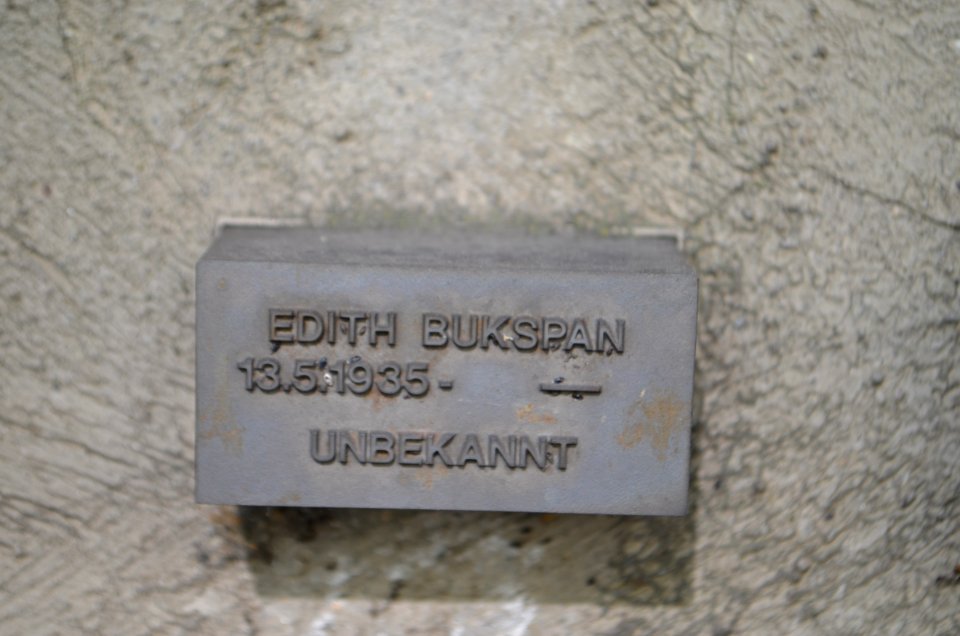 EDITH BUKSPAN
13.5.1935- —
UNBEKANNT